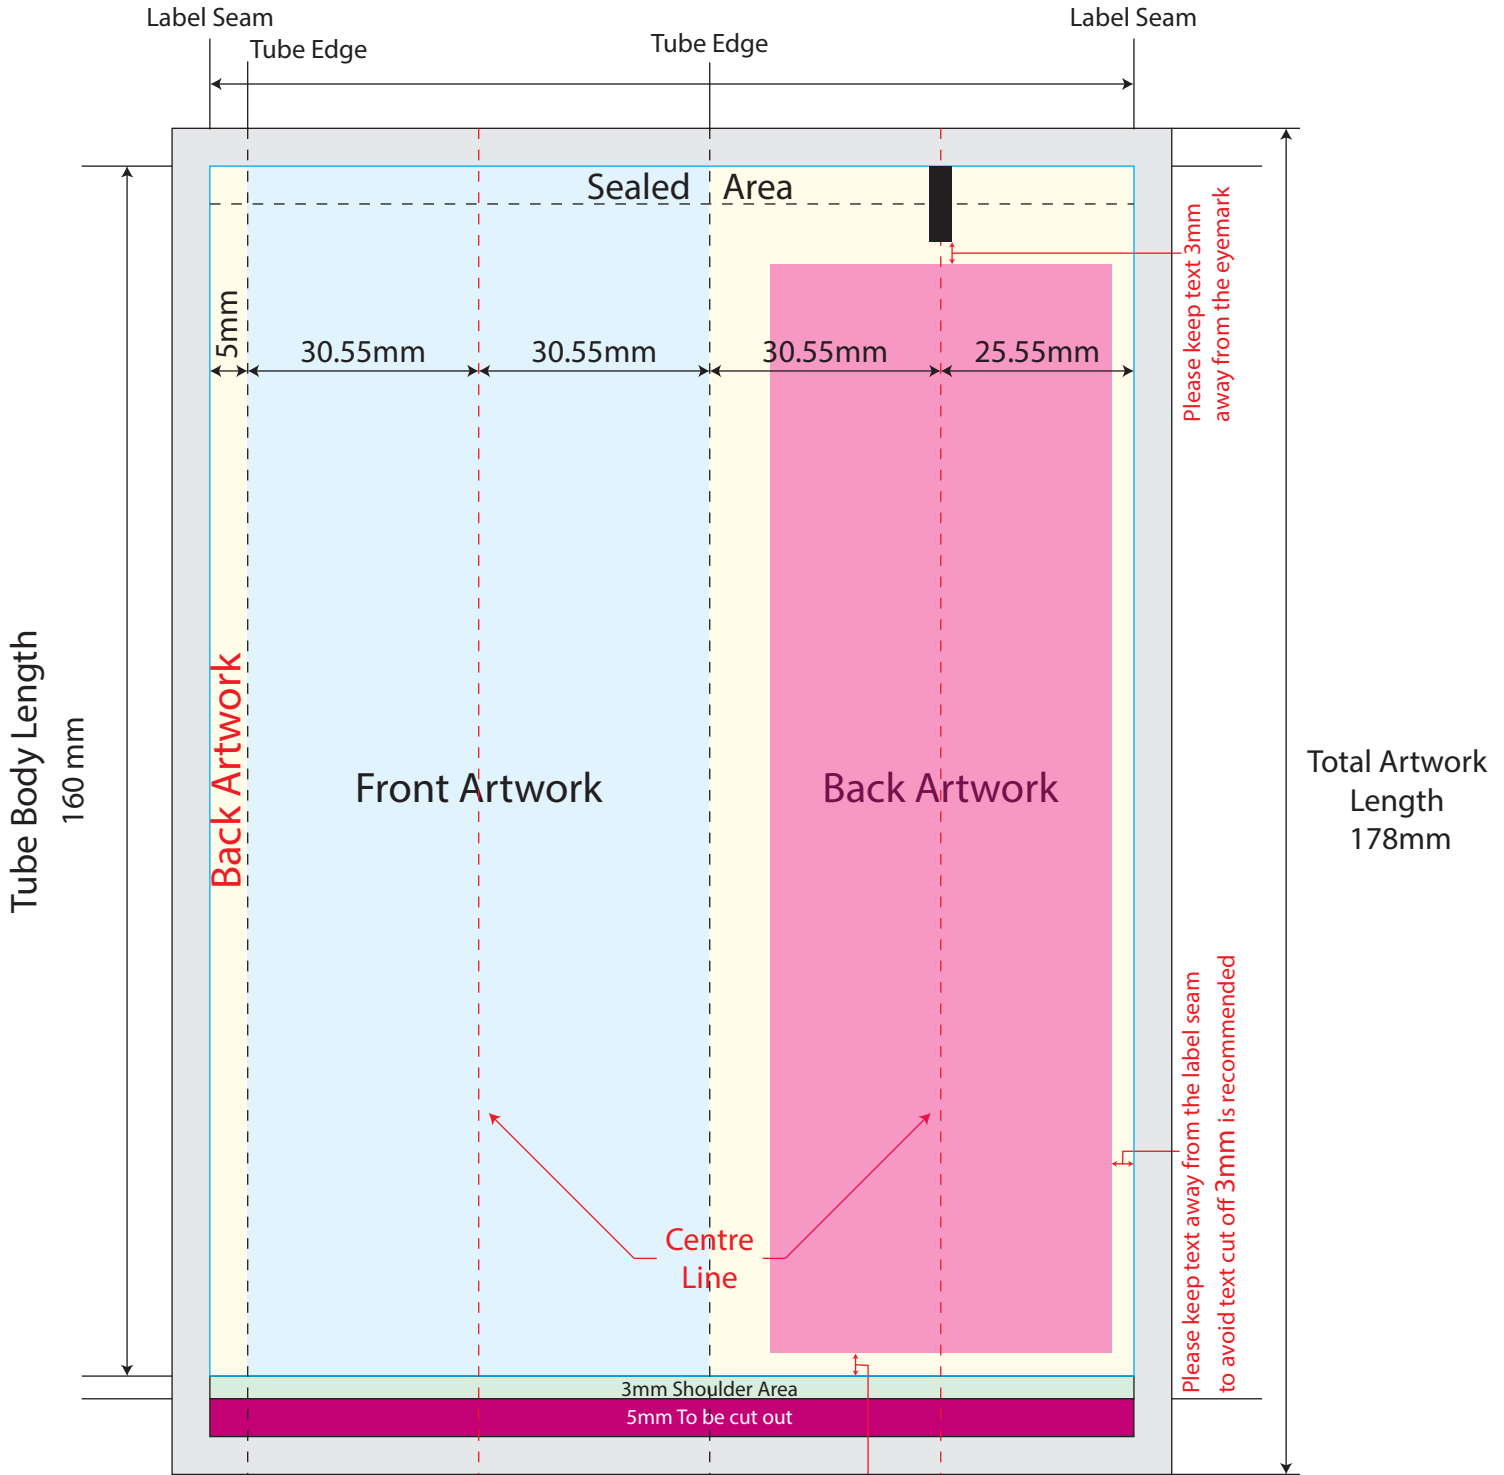 Label Seam
Label Seam
Tube Edge
Tube Edge
Sealed Area
Please keep text 3mm
away from the eyemark
5mm
30.55mm
30.55mm
30.55mm
25.55mm
Tube Body Length
160 mm
Back Artwork
Front Artwork
Back Artwork
Total Artwork
Length
178mm
Please keep text away from the label seam
to avoid text cut off 3mm is recommended
Centre
Line
3mm Shoulder Area
5mm To be cut out